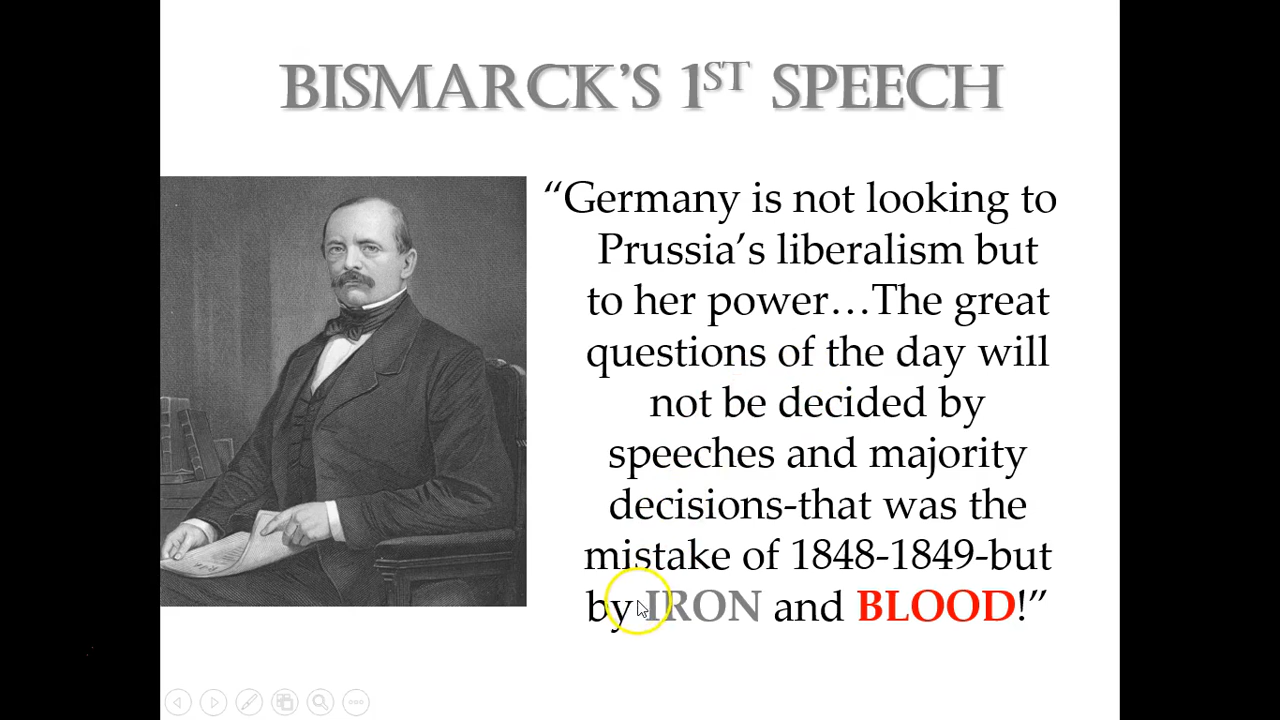 BISMARCK'S 1ST SPEECH
“Germany is not looking to
Prussia’s liberalism but
to her power…The great
questions of the day will
not be decided by
speeches and majority
decisions-that was the
mistake of 1848-1849-but
by IRON and BLOOD!”